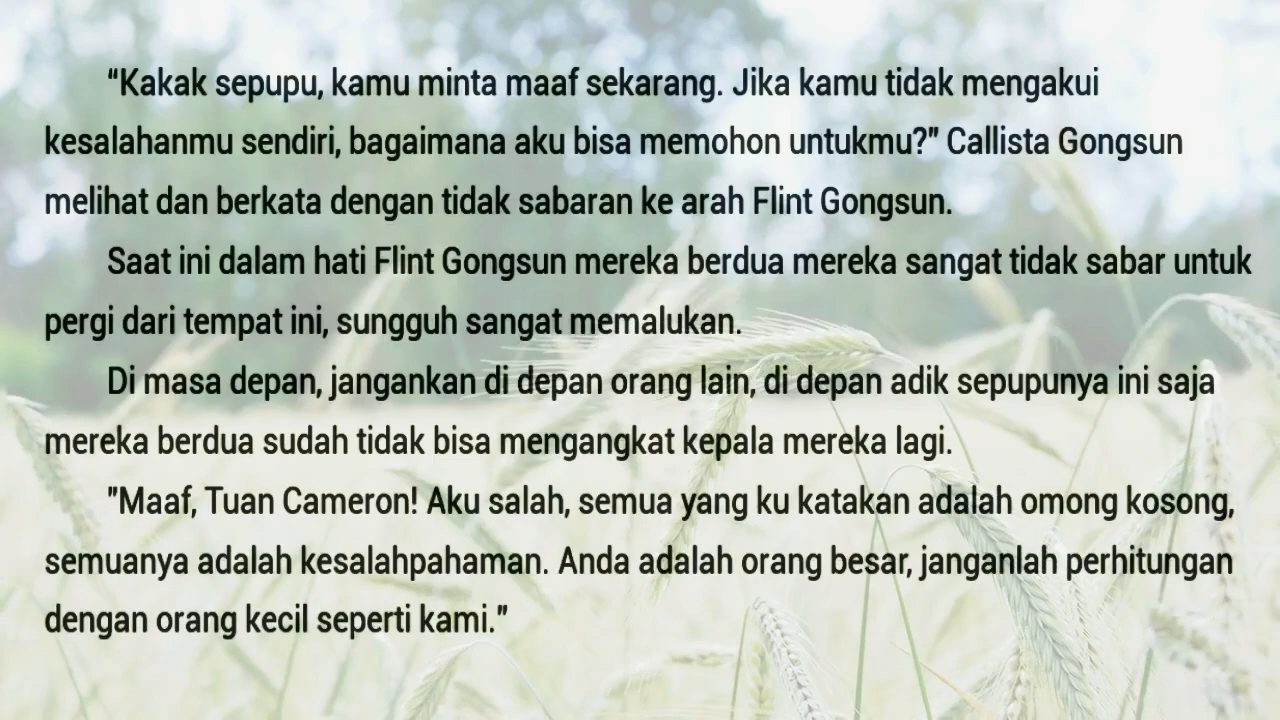 “Kakak sepupu, kamu minta maaf sekarang. Jika kamu tidak mengakui
kesalahanmu sendiri, bagaimana aku bisa memohon untukmu?" Callista Gongsun
melihat dan berkata dengan tidak sabaran ke arah Flint Gongsun.
Saat ini dalam hati Flint Gongsun mereka berdua mereka sangat tidak sabar untuk
pergi dari tempat ini, sungguh sangat memalukan.
Di masa depan, jangankan di depan orang lain, di depan adik sepupunya ini saja
mereka berdua sudah tidak bisa mengangkat kepala mereka lagi.
"Maaf, Tuan Cameron! Aku salah, semua yang ku katakan adalah omong kosong,
semuanya adalah kesalahpahaman. Anda adalah orang besar, janganlah perhitungan
dengan orang kecil seperti kami.”